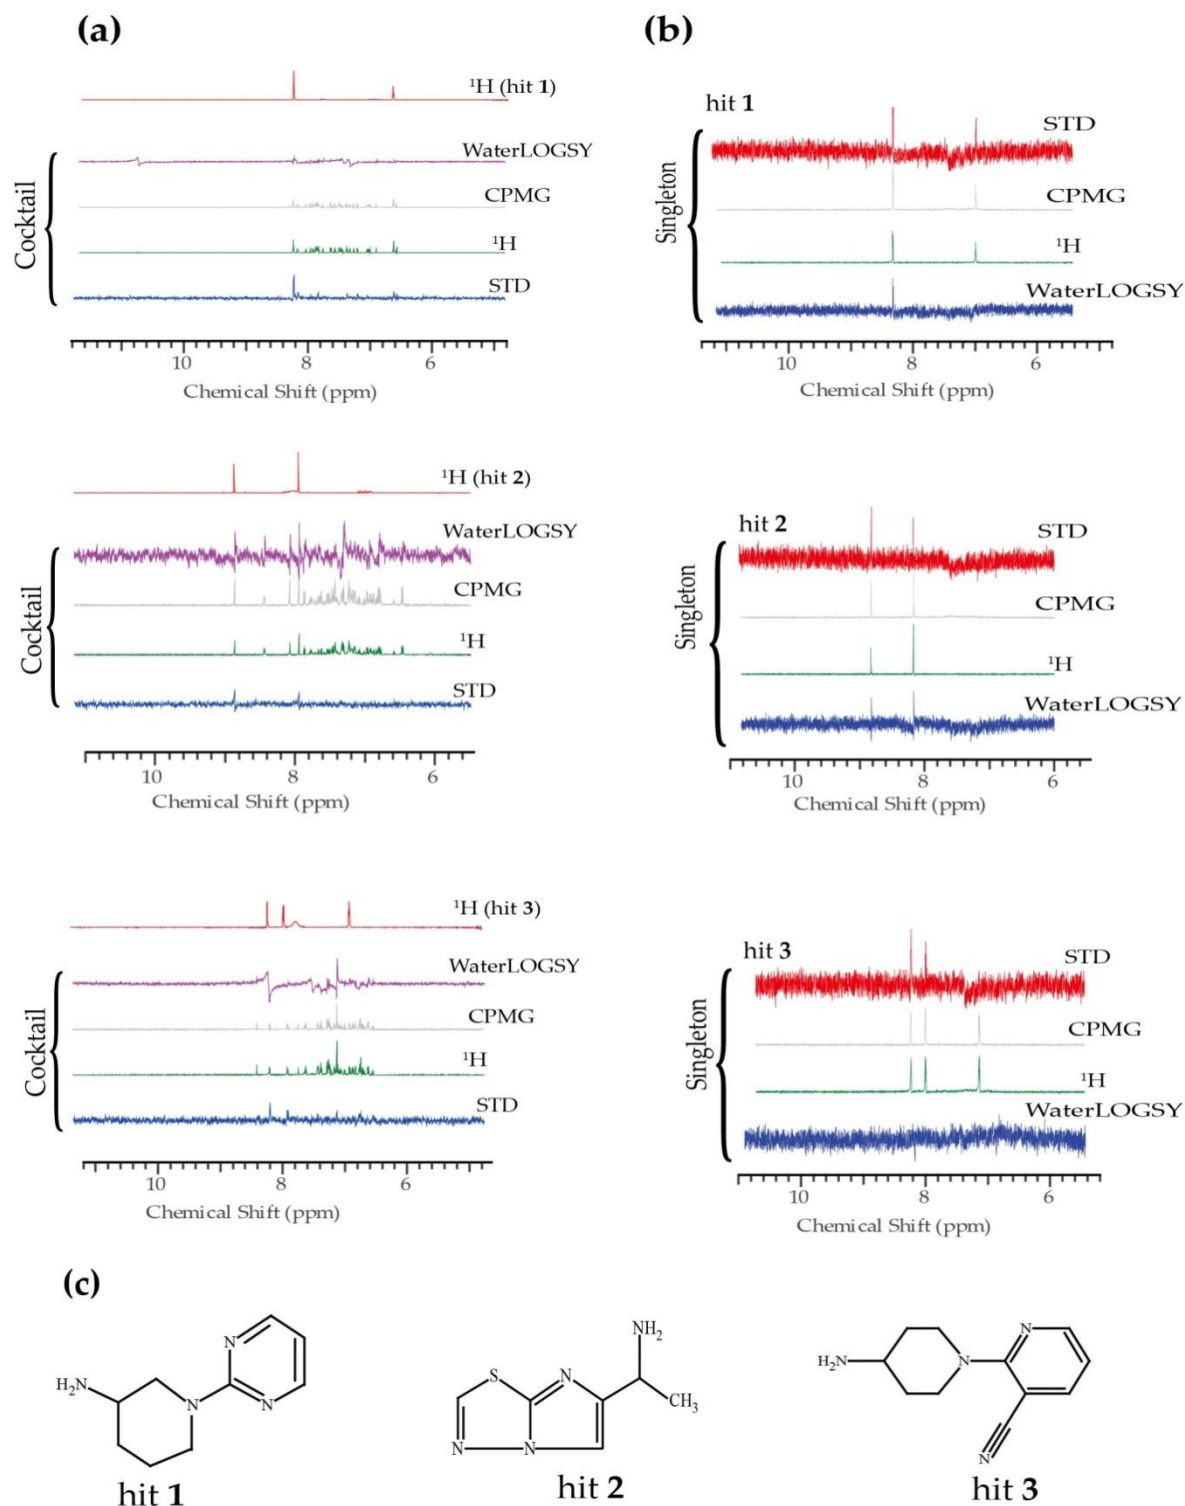 (a)
¹H (hit 1)
WaterLOGSY
CPMG
¹H
STD
Cocktail
10 8 6
Chemical Shift (ppm)
¹H (hit 2)
WaterLOGSY
CPMG
¹H
STD
Cocktail
10 8 6
Chemical Shift (ppm)
¹H (hit 3)
WaterLOGSY
CPMG
¹H
STD
Cocktail
10 8 6
Chemical Shift (ppm)
(b)
hit 1
STD
CPMG
¹H
WaterLOGSY
Singleton
10 8 6
Chemical Shift (ppm)
hit 2
STD
CPMG
¹H
WaterLOGSY
Singleton
10 8 6
Chemical Shift (ppm)
hit 3
STD
CPMG
¹H
WaterLOGSY
Singleton
10 8 6
Chemical Shift (ppm)
(c)
H₂N
N
N
N
hit 1
NH₂
S
N
CH₃
N
N
hit 2
N
H₂N
N
N
hit 3